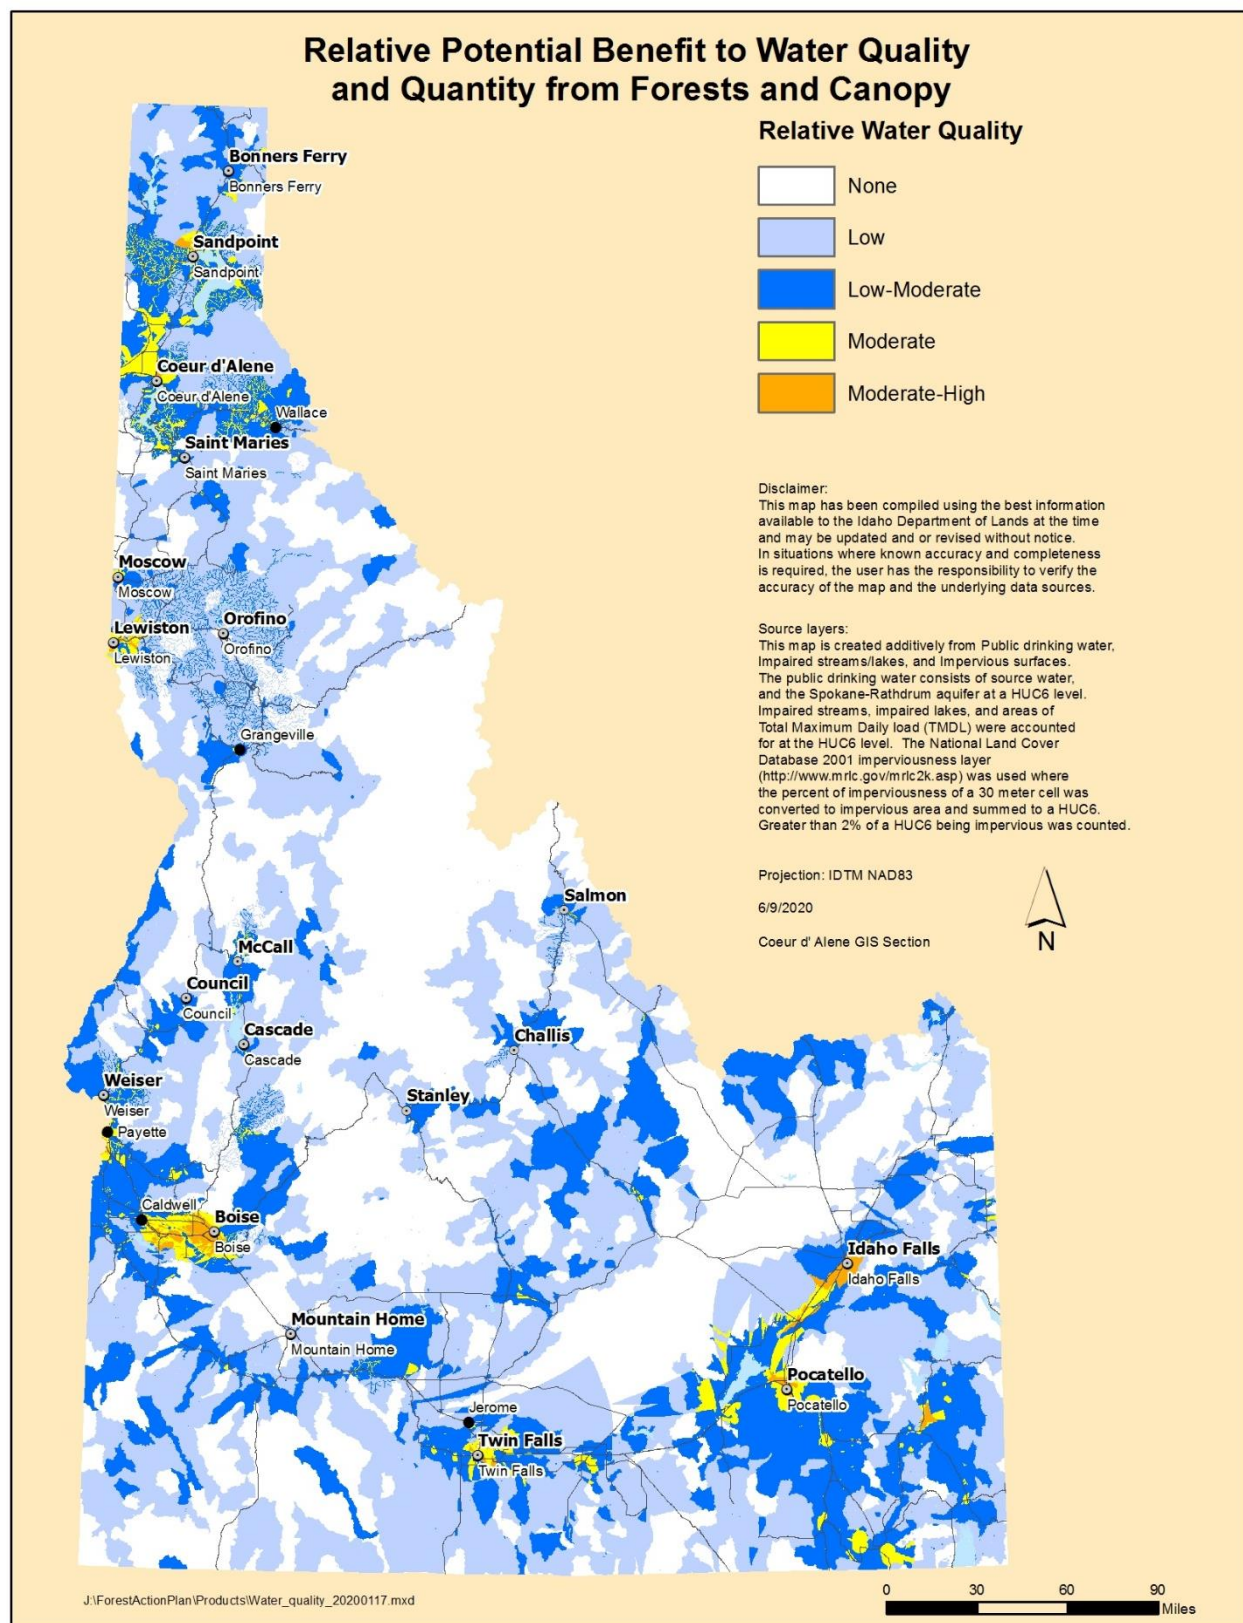 Relative Potential Benefit to Water Quality
and Quantity from Forests and Canopy
Relative Water Quality
None
Low
Low-Moderate
Moderate
Moderate-High
Bonners Ferry
Bonners Ferry
Sandpoint
Sandpoint
Coeur d'Alene
Coeur d'Alene
Wallace
Saint Maries
Saint Maries
Disclaimer:
This map has been compiled using the best information
available to the Idaho Department of Lands at the time
and may be updated and or revised without notice.
In situations where known accuracy and completeness
is required, the user has the responsibility to verify the
accuracy of the map and the underlying data sources.
Moscow
Moscow
Orofino
Orofino
Lewiston
Lewiston
Grangeville
Source layers:
This map is created additively from Public drinking water,
Impaired streams/lakes, and Impervious surfaces.
The public drinking water consists of source water,
and the Spokane-Rathdrum aquifer at a HUC6 level.
Impaired streams, impaired lakes, and areas of
Total Maximum Daily load (TMDL) were accounted
for at the HUC6 level. The National Land Cover
Database 2001 imperviousness layer
(http://www.mrlc.gov/mrlc2k.asp) was used where
the percent of imperviousness of a 30 meter cell was
converted to impervious area and summed to a HUC6.
Greater than 2% of a HUC6 being impervious was counted.
Projection: IDTM NAD83
6/9/2020
Coeur d' Alene GIS Section
N
Salmon
McCall
Council
Council
Cascade
Cascade
Challis
Weiser
Weiser
Stanley
Payette
Caldwell
Boise
Boise
Idaho Falls
Idaho Falls
Mountain Home
Mountain Home
Pocatello
Pocatello
Jerome
Twin Falls
Twin Falls
J:\ForestActionPlan\Products\Water_quality_20200117.mxd
0 30 60 90
Miles